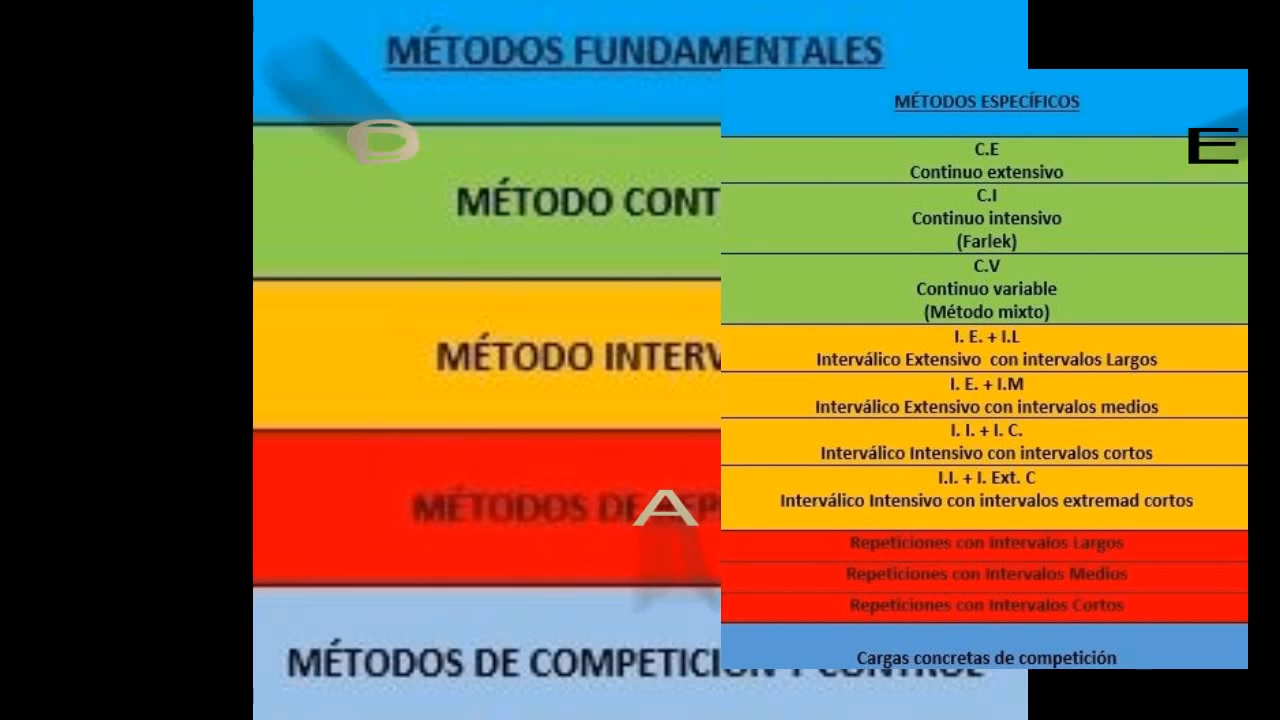 MÉTODOS FUNDAMENTALES
D
MÉTODO CONT
MÉTODO INTERV
MÉTODOS DE
A
MÉTODOS DE COMPETICIÓN Y CONTROL
MÉTODOS ESPECÍFICOS
E
C.E
Continuo extensivo
C.I
Continuo intensivo
(Farlek)
C.V
Continuo variable
(Método mixto)
I. E. + I.L
Interválico Extensivo con intervalos Largos
I. E. + I.M
Interválico Extensivo con intervalos medios
I. I. + I. C.
Interválico Intensivo con intervalos cortos
I.I. + I. Ext. C
Interválico Intensivo con intervalos extremad cortos
Repeticiones con Intervalos Largos
Repeticiones con Intervalos Medios
Repeticiones con Intervalos Cortos
Cargas concretas de competición